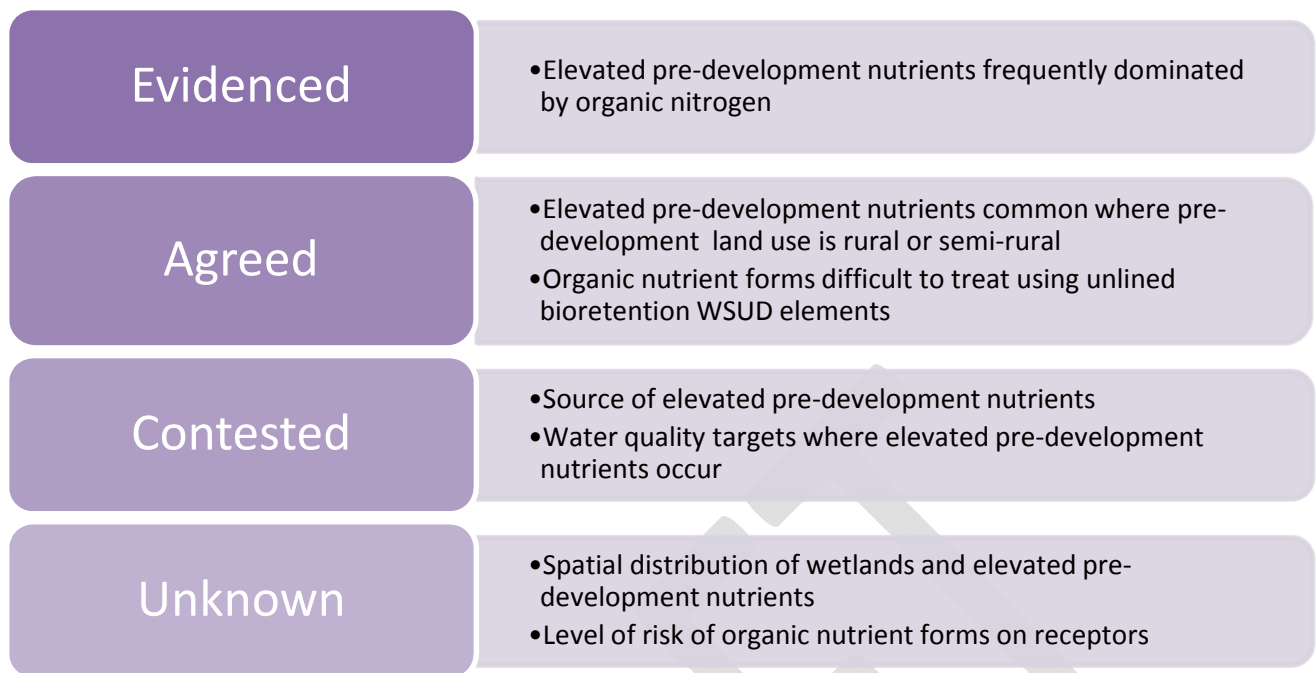 Evidenced
•Elevated pre-development nutrients frequently dominated
by organic nitrogen
Agreed
•Elevated pre-development nutrients common where pre-
development land use is rural or semi-rural
•Organic nutrient forms difficult to treat using unlined
bioretention WSUD elements
Contested
•Source of elevated pre-development nutrients
•Water quality targets where elevated pre-development
nutrients occur
Unknown
•Spatial distribution of wetlands and elevated pre-
development nutrients
•Level of risk of organic nutrient forms on receptors